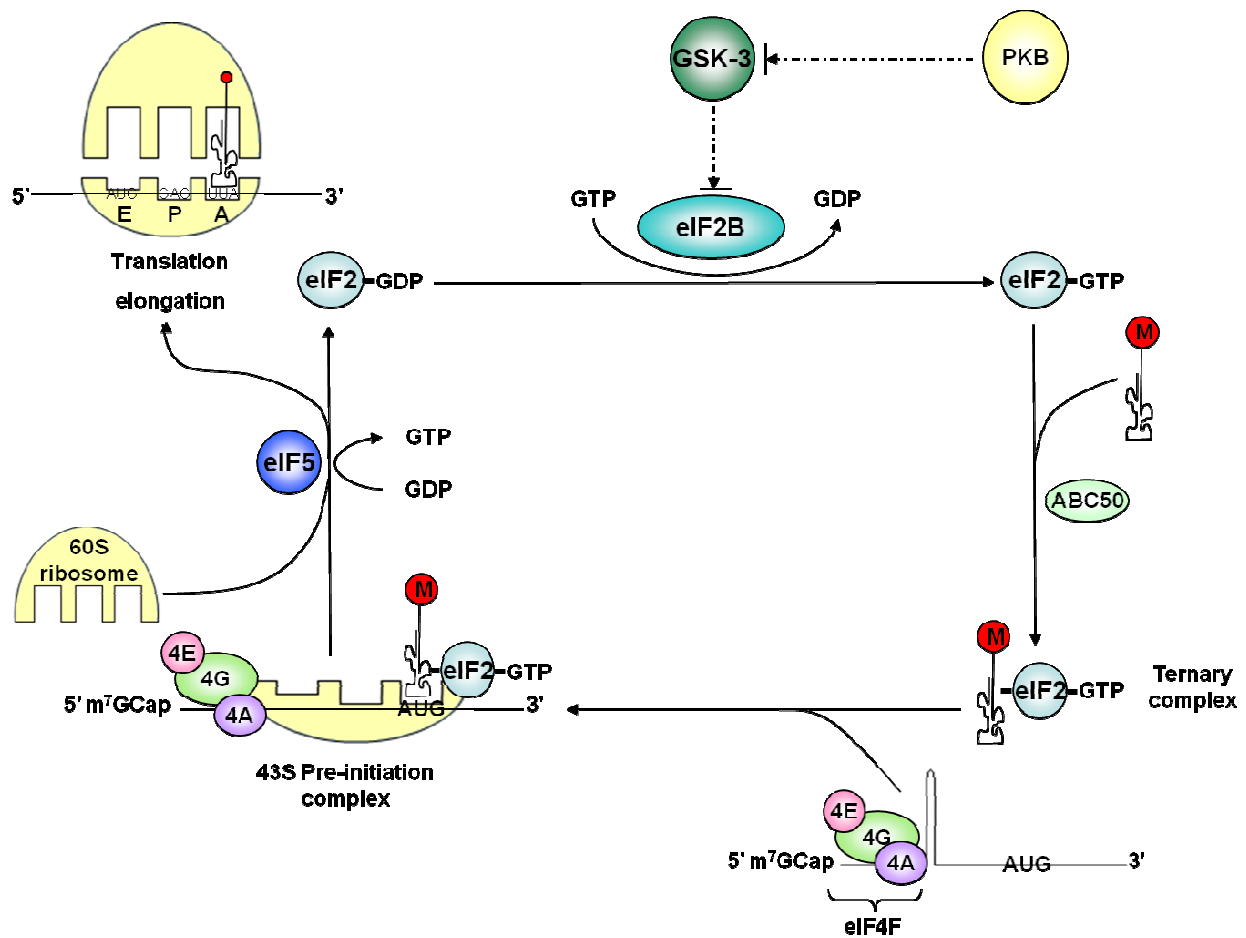 GSK-3
PKB
5' 3'
AUG GAC UUA
E P A
Translation
elongation
GTP
eIF2B
GDP
eIF2-GDP
eIF2-GTP
M
ABC50
eIF5
GTP
GDP
60S
ribosome
M
4E
4G
4A
5' m⁷GCap
eIF2-GTP
AUG
3'
43S Pre-initiation
complex
M
eIF2-GTP
Ternary
complex
4E
4G
4A
5' m⁷GCap
AUG
3'
eIF4F